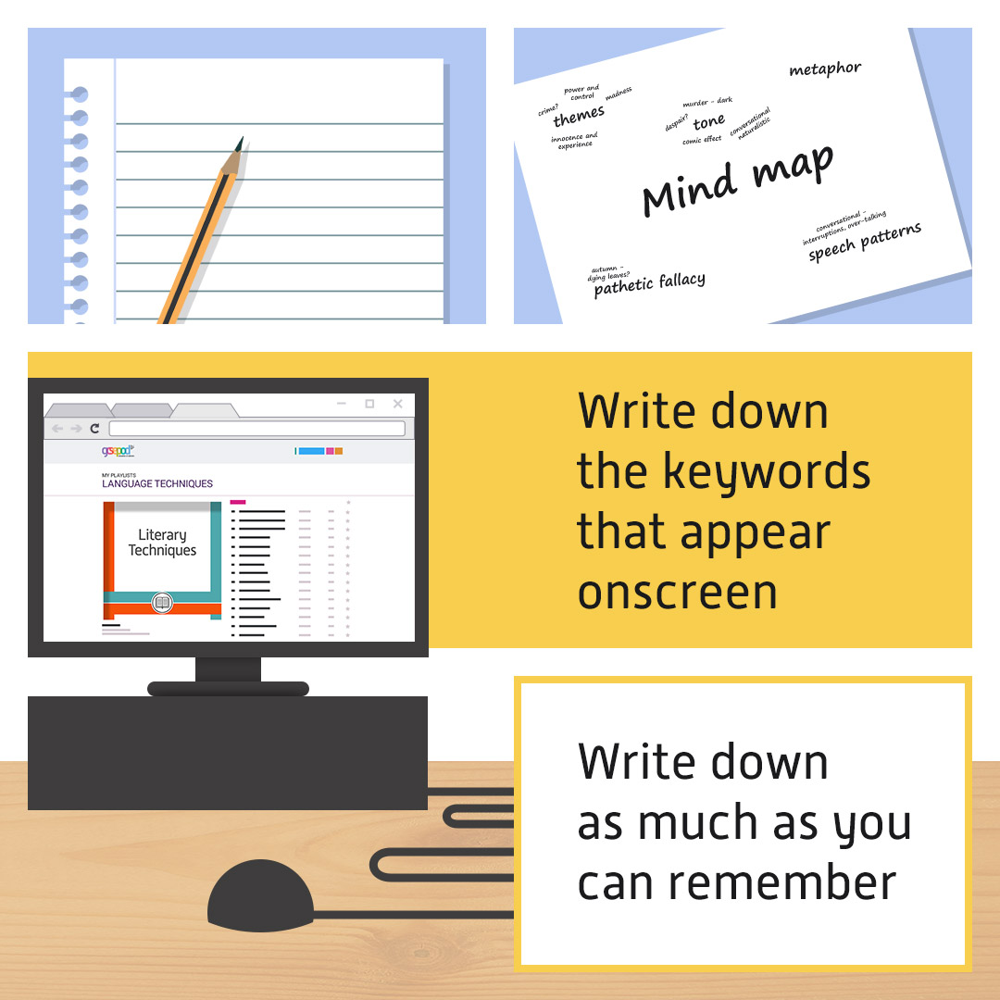 metaphor
power and
control
madness
crime?
themes
innocence and
experience
murder - dark
despair?
tone
conversational
naturalistic
comic effect
Mind map
conversational -
interruptions, over-talking
speech patterns
autumn -
dying leaves?
pathetic fallacy
gcsepod
MY PLAYLISTS
LANGUAGE TECHNIQUES
Literary
Techniques
Write down
the keywords
that appear
onscreen
Write down
as much as you
can remember